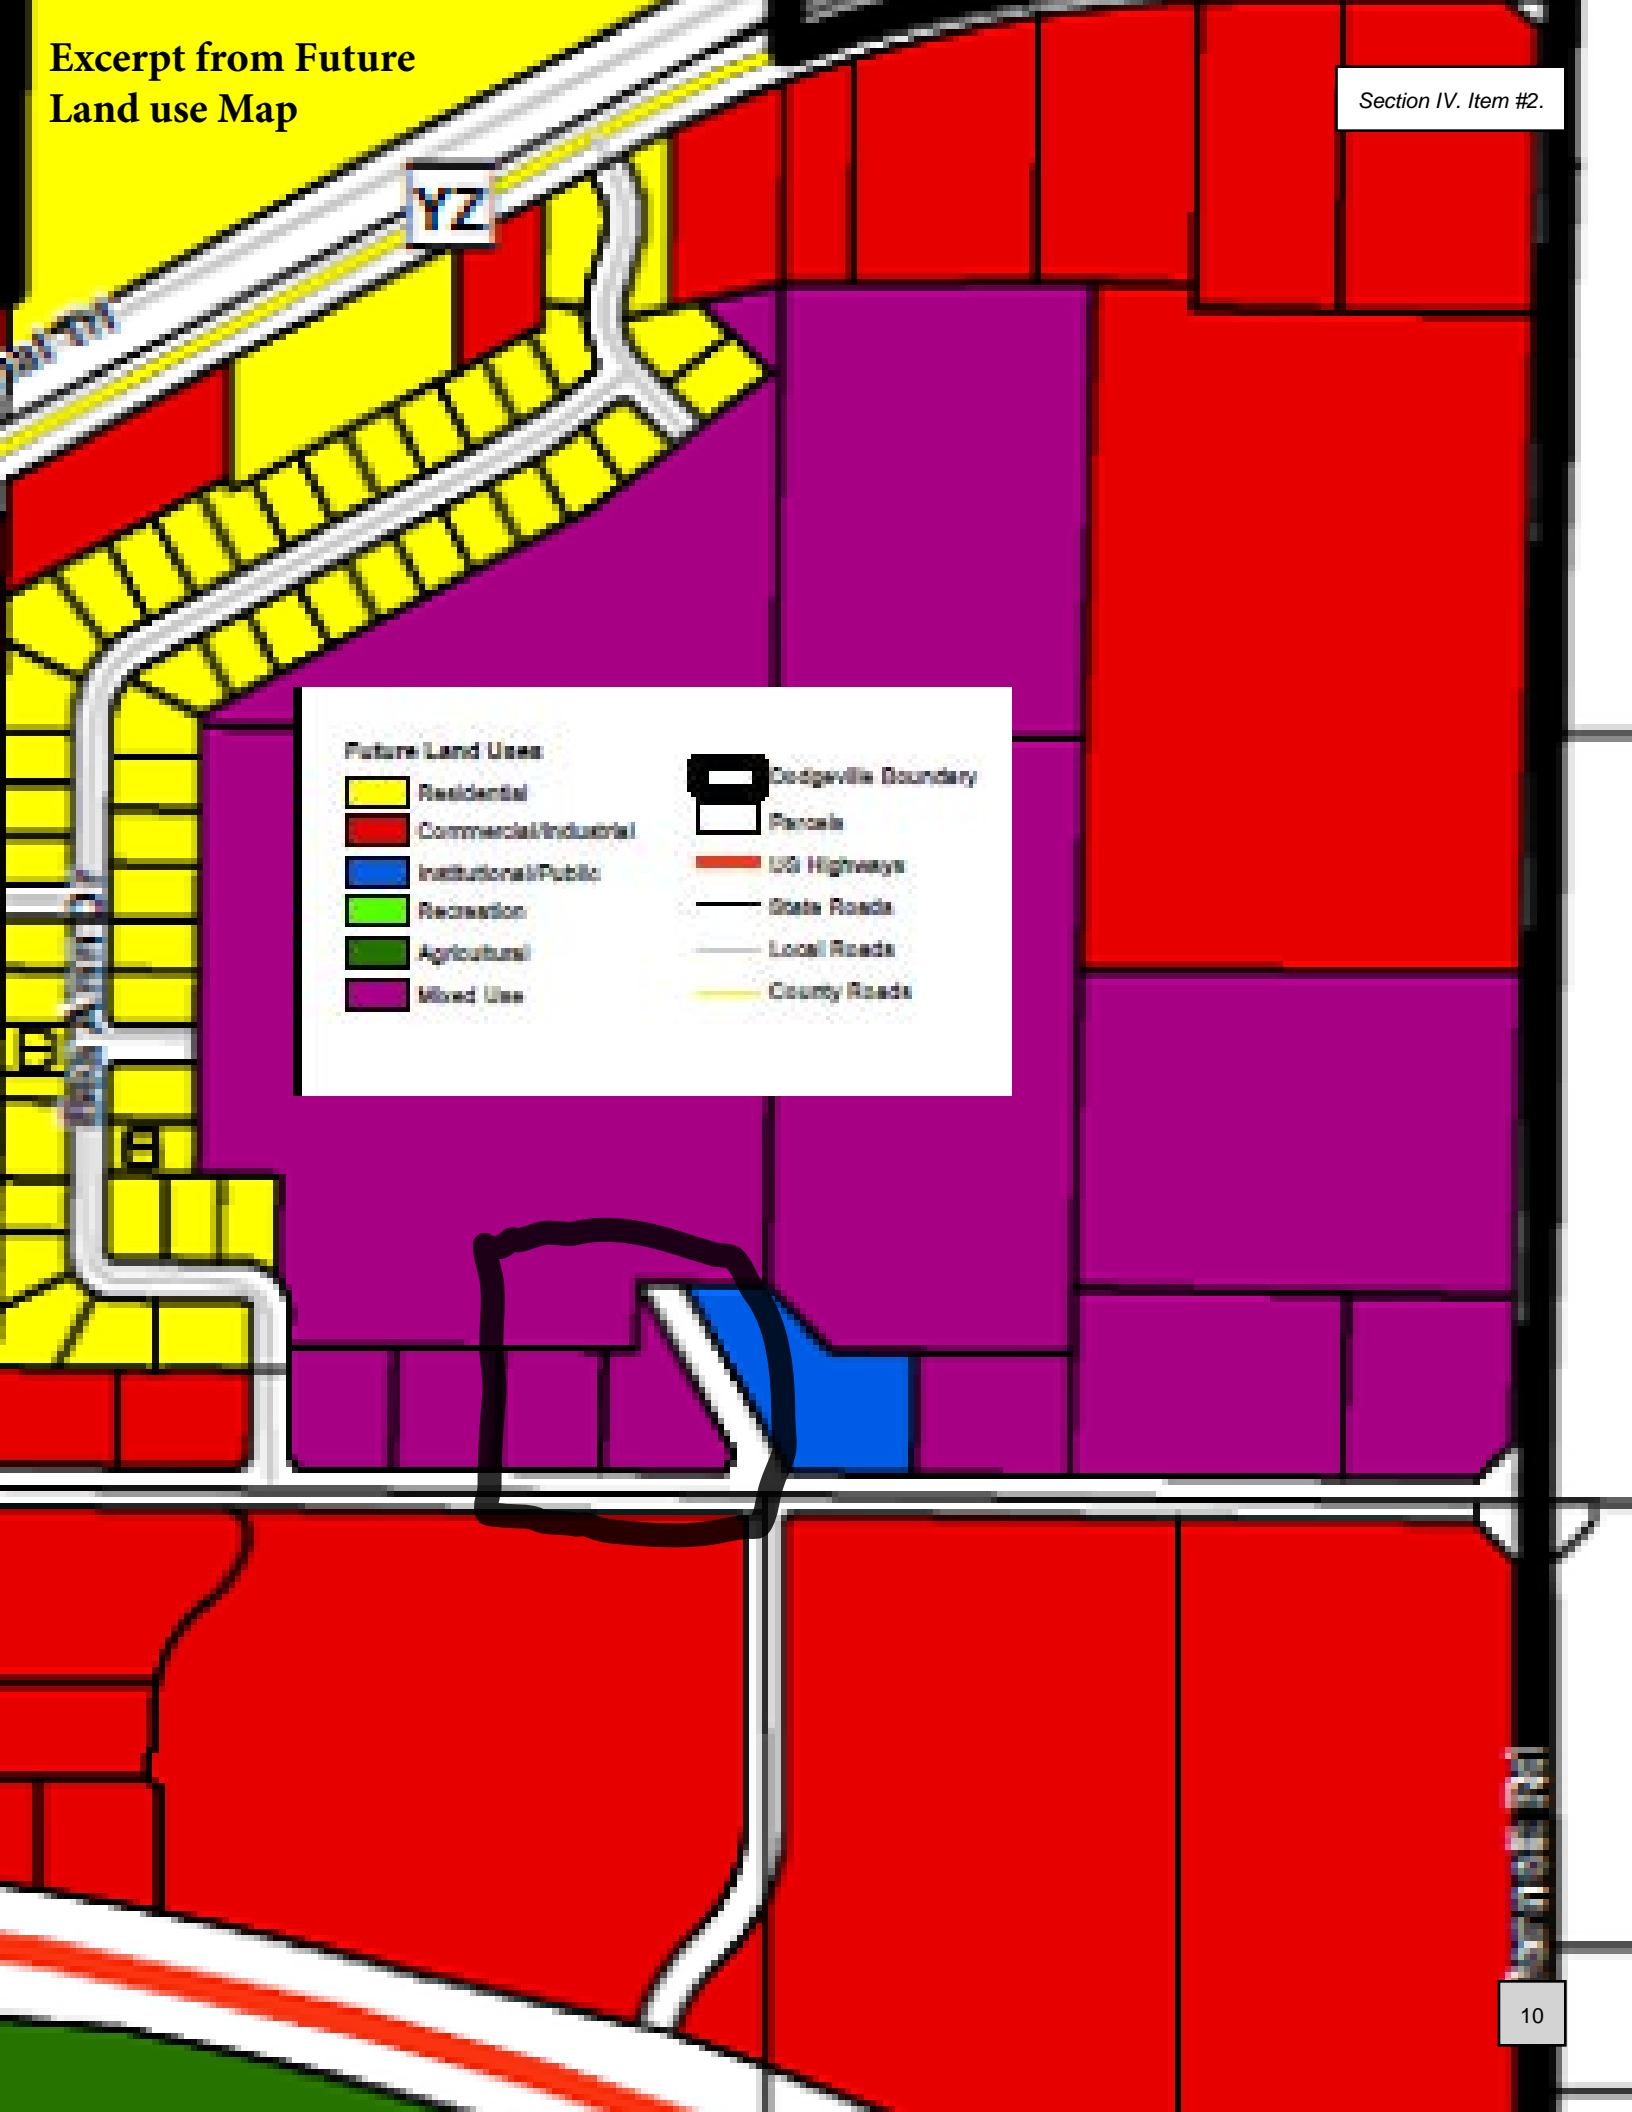 Excerpt from Future
Land use Map
Section IV. Item #2.
YZ
Future Land Uses
Residential
Commercial/Industrial
Institutional/Public
Recreation
Agricultural
Mixed Use
Dodgeville Boundary
Parcels
US Highways
State Roads
Local Roads
County Roads
Rd
10